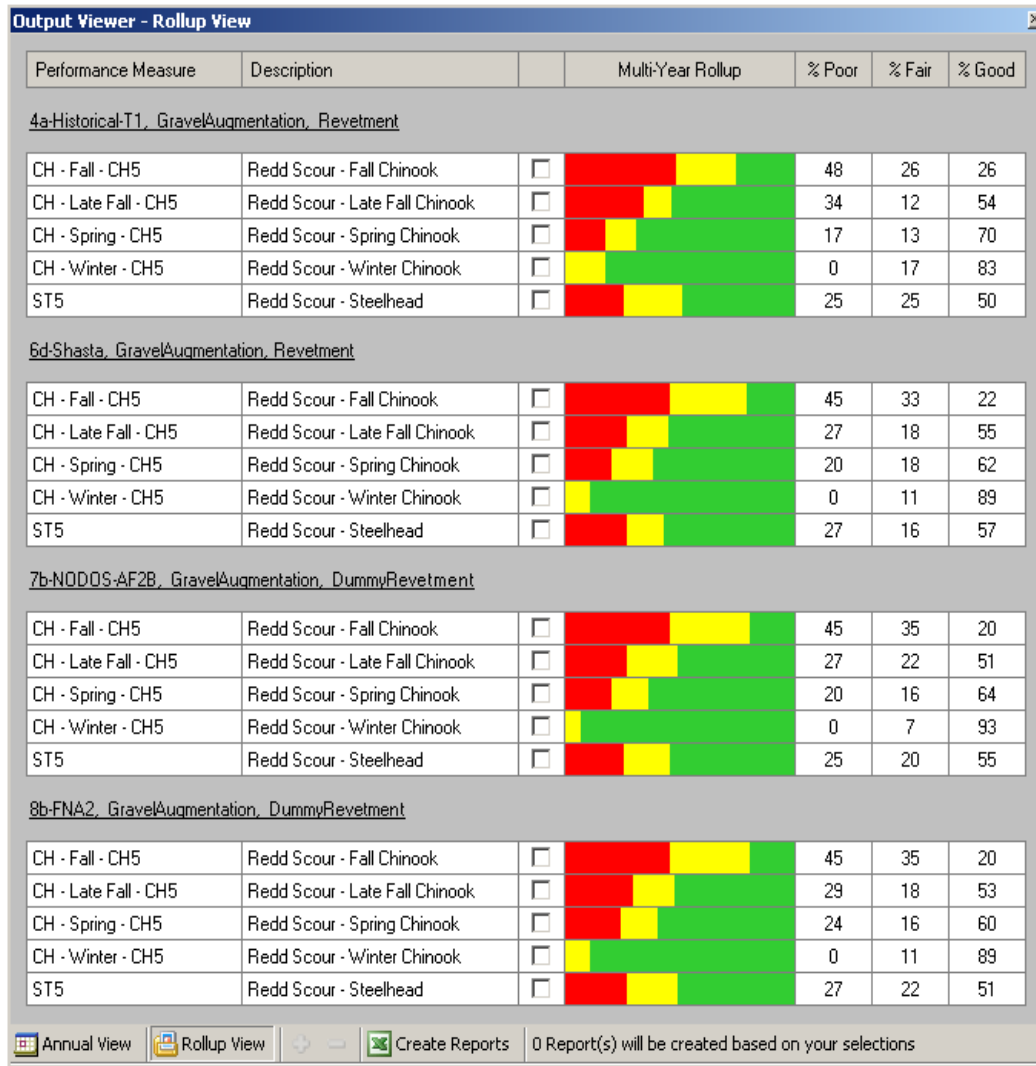 Output Viewer - Rollup View
Performance Measure Description Multi-Year Rollup % Poor % Fair % Good
4a-Historical-T1, GravelAugmentation, Revetment
CH - Fall - CH5 Redd Scour - Fall Chinook 48 26 26
CH - Late Fall - CH5 Redd Scour - Late Fall Chinook 34 12 54
CH - Spring - CH5 Redd Scour - Spring Chinook 17 13 70
CH - Winter - CH5 Redd Scour - Winter Chinook 0 17 83
ST5 Redd Scour - Steelhead 25 25 50
6d-Shasta, GravelAugmentation, Revetment
CH - Fall - CH5 Redd Scour - Fall Chinook 45 33 22
CH - Late Fall - CH5 Redd Scour - Late Fall Chinook 27 18 55
CH - Spring - CH5 Redd Scour - Spring Chinook 20 18 62
CH - Winter - CH5 Redd Scour - Winter Chinook 0 11 89
ST5 Redd Scour - Steelhead 27 16 57
7b-NODOS-AF2B, GravelAugmentation, DummyRevetment
CH - Fall - CH5 Redd Scour - Fall Chinook 45 35 20
CH - Late Fall - CH5 Redd Scour - Late Fall Chinook 27 22 51
CH - Spring - CH5 Redd Scour - Spring Chinook 20 16 64
CH - Winter - CH5 Redd Scour - Winter Chinook 0 7 93
ST5 Redd Scour - Steelhead 25 20 55
8b-FNA2, GravelAugmentation, DummyRevetment
CH - Fall - CH5 Redd Scour - Fall Chinook 45 35 20
CH - Late Fall - CH5 Redd Scour - Late Fall Chinook 29 18 53
CH - Spring - CH5 Redd Scour - Spring Chinook 24 16 60
CH - Winter - CH5 Redd Scour - Winter Chinook 0 11 89
ST5 Redd Scour - Steelhead 27 22 51
Annual View Rollup View Create Reports 0 Report(s) will be created based on your selections